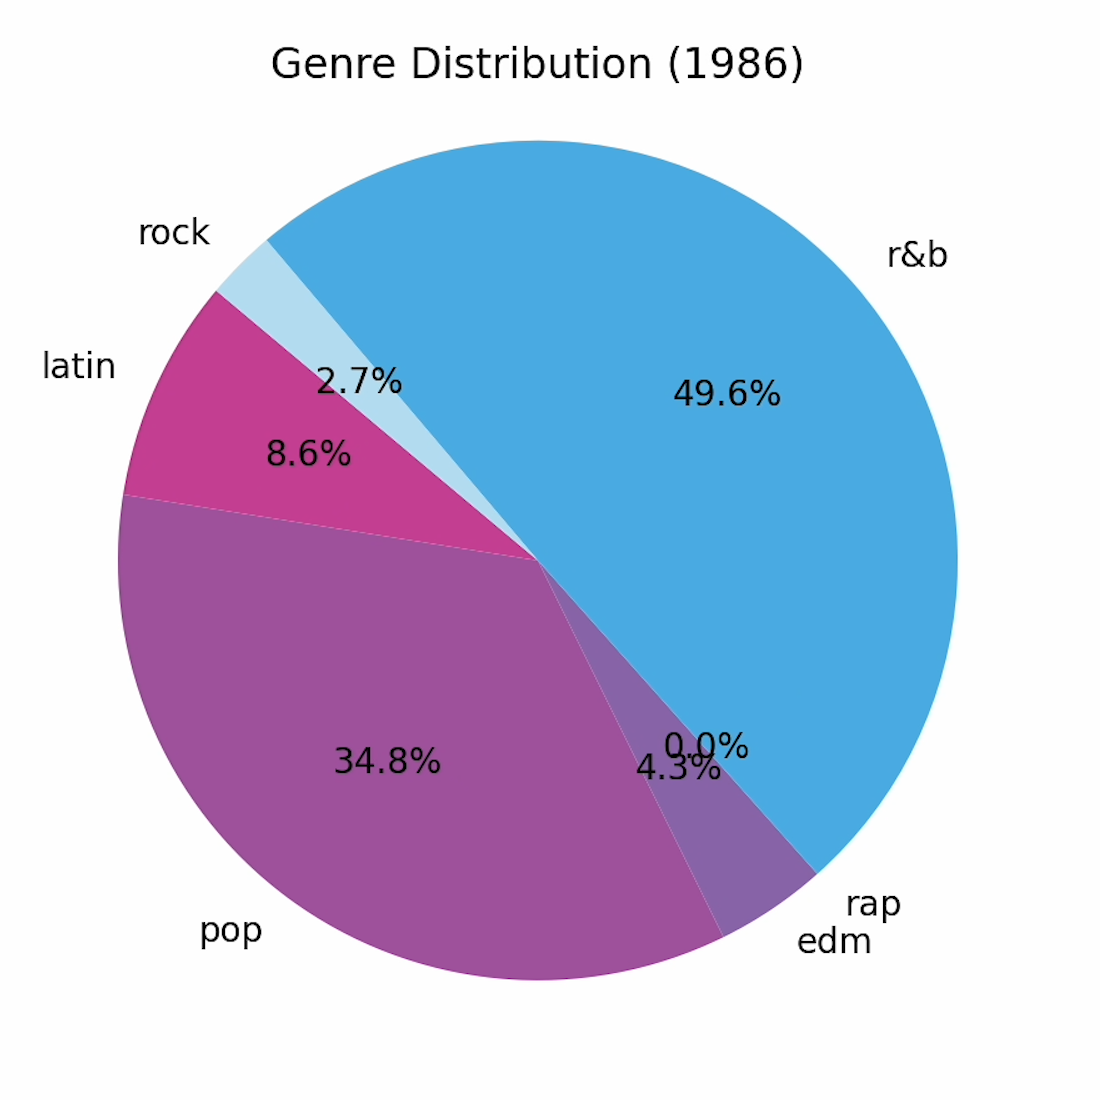 Genre Distribution (1986)
rock
r&b
latin
2.7%
49.6%
8.6%
0.0%
34.8%
4.3%
rap
pop
edm